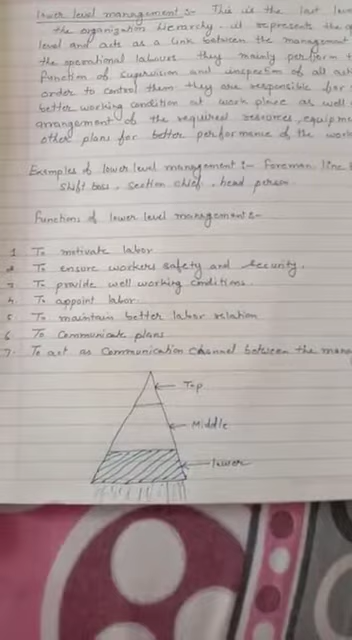 lower level management :- This is the last lev
the organization hierarchy. it represents the
level and acts as a link between the management
the operational labours they mainly perform t
function of supervision and inspection of all act
order to control them they are responsible for
better working condition at work place as well
arrangement of the required resources, equipme
other plans for better performance of the work
Examples of lower level management :- Foreman, line
shift boss, section chief, head person
Functions of lower level management :-
1 To motivate labor
2 To ensure workers safety and security.
3 To provide well working conditions.
4. To appoint labor.
5 To maintain better labor relation
6 To Communicate plans
7. To act as Communication Channel between the mana
Top
Middle
lower